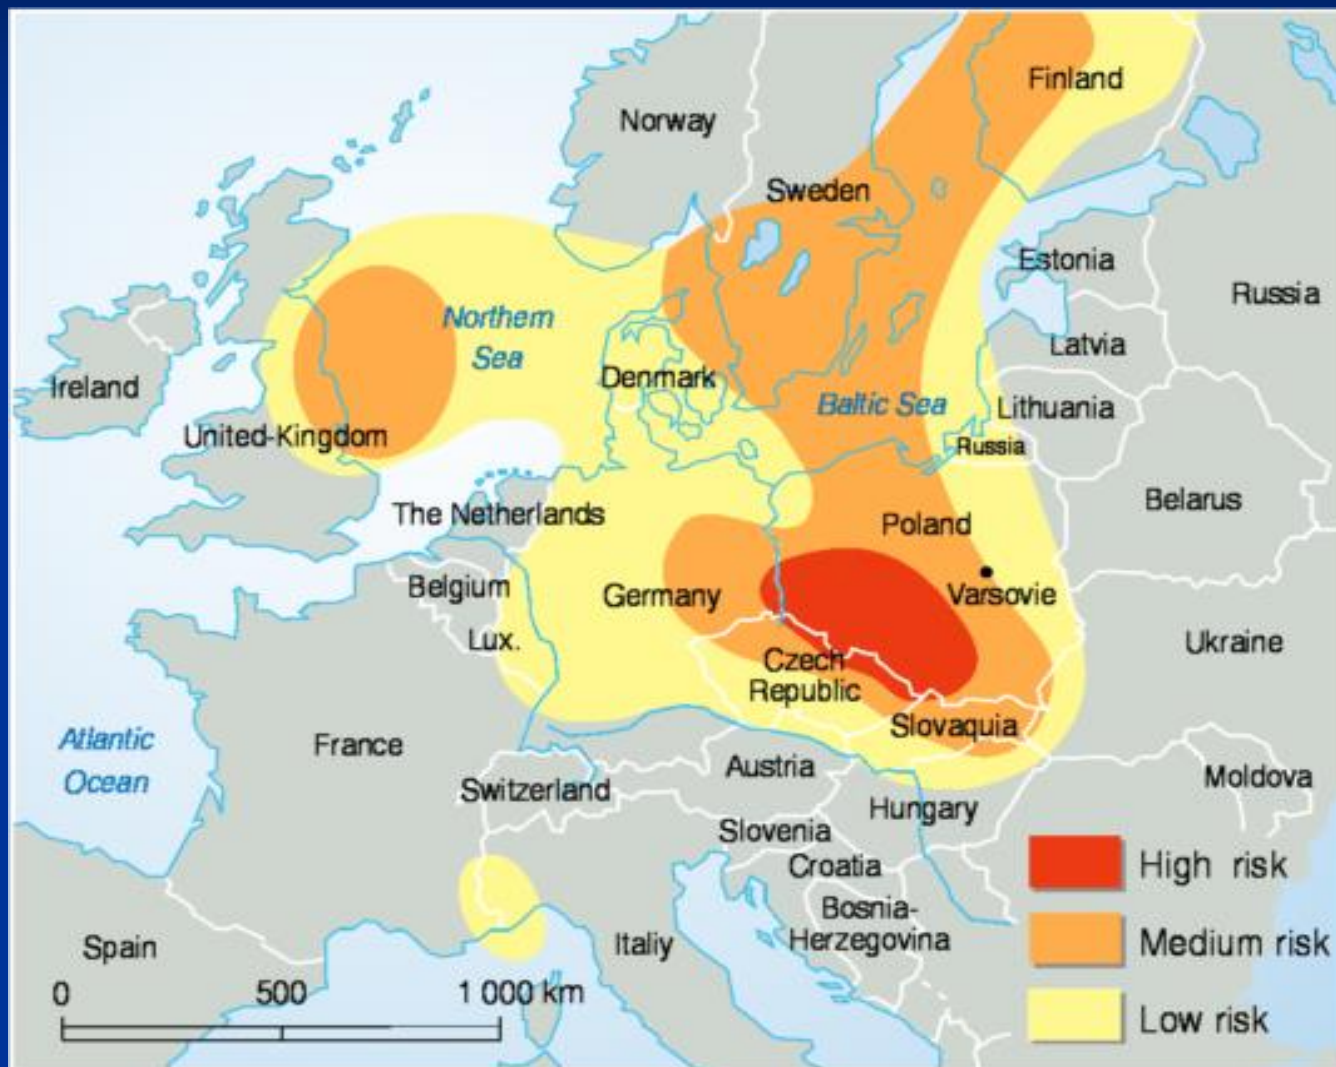 Finland
Norway
Sweden
Estonia
Russia
Northern
Sea
Latvia
Ireland
Denmark
Baltic Sea
Lithuania
United-Kingdom
Russia
Belarus
The Netherlands
Poland
Belgium
Germany
Varsovie
Lux.
Ukraine
Czech
Republic
Slovaquia
Atlantic
Ocean
France
Austria
Moldova
Switzerland
Hungary
Slovenia
Croatia
High risk
Bosnia-
Herzegovina
Spain
Italiy
Medium risk
0 500 1 000 km
Low risk